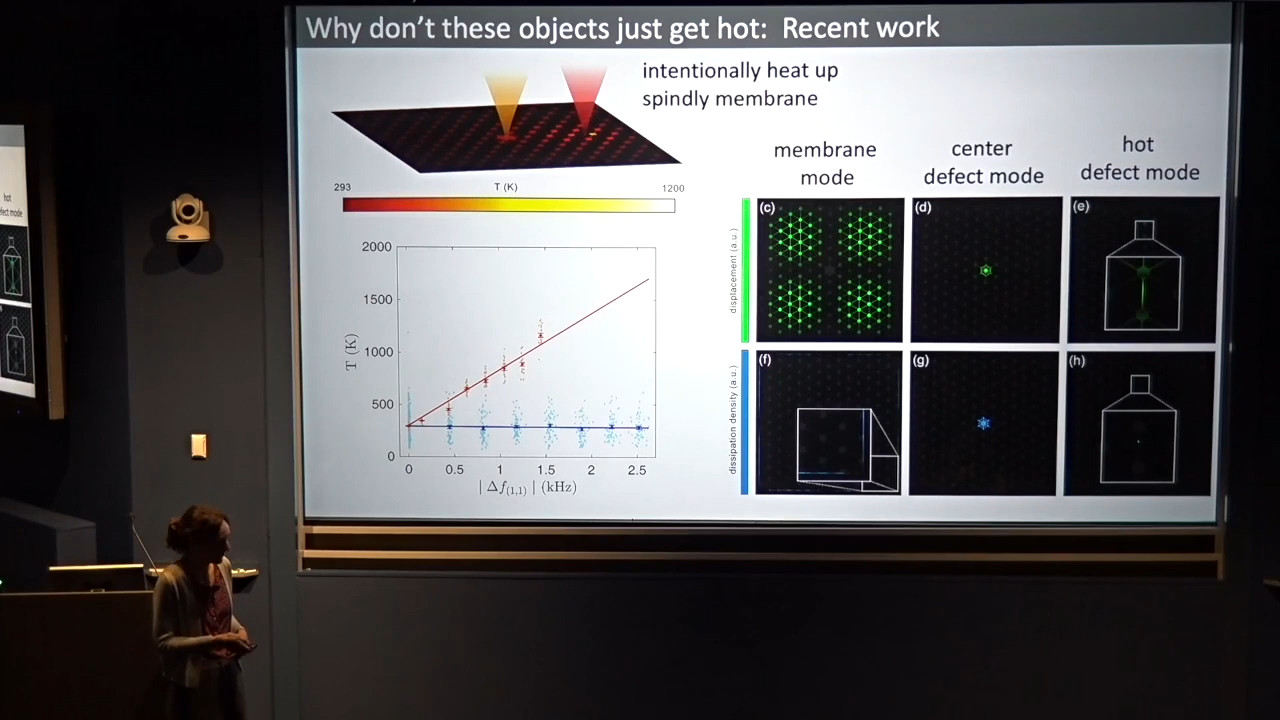 Why don't these objects just get hot: Recent work
intentionally heat up
spindly membrane
293
T (K)
1200
2000
1500
1000
500
0
T (K)
0
0.5
1
1.5
2
2.5
| Δf(1,1) | (kHz)
membrane
mode
center
defect mode
hot
defect mode
displacement (a.u.)
(c)
(d)
(e)
dissipation density (a.u.)
(f)
(g)
(h)
hot